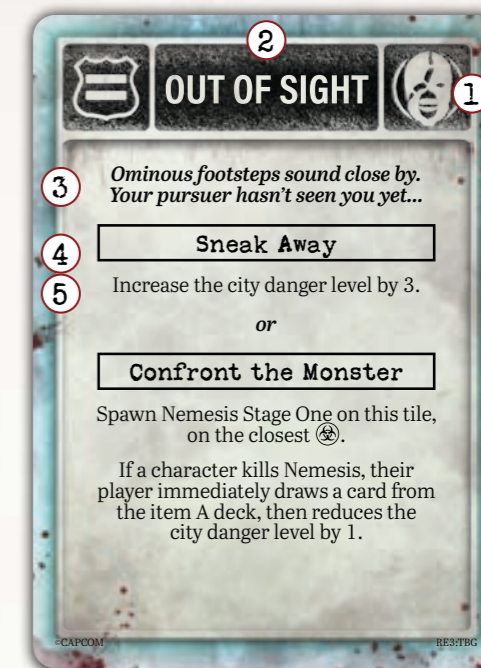 2
OUT OF SIGHT
1
3
Ominous footsteps sound close by.
Your pursuer hasn't seen you yet...
4
Sneak Away
5
Increase the city danger level by 3.
or
Confront the Monster
Spawn Nemesis Stage One on this tile,
on the closest .
If a character kills Nemesis, their
player immediately draws a card from
the item A deck, then reduces the
city danger level by 1.
©CAPCOM
RE3:TBG